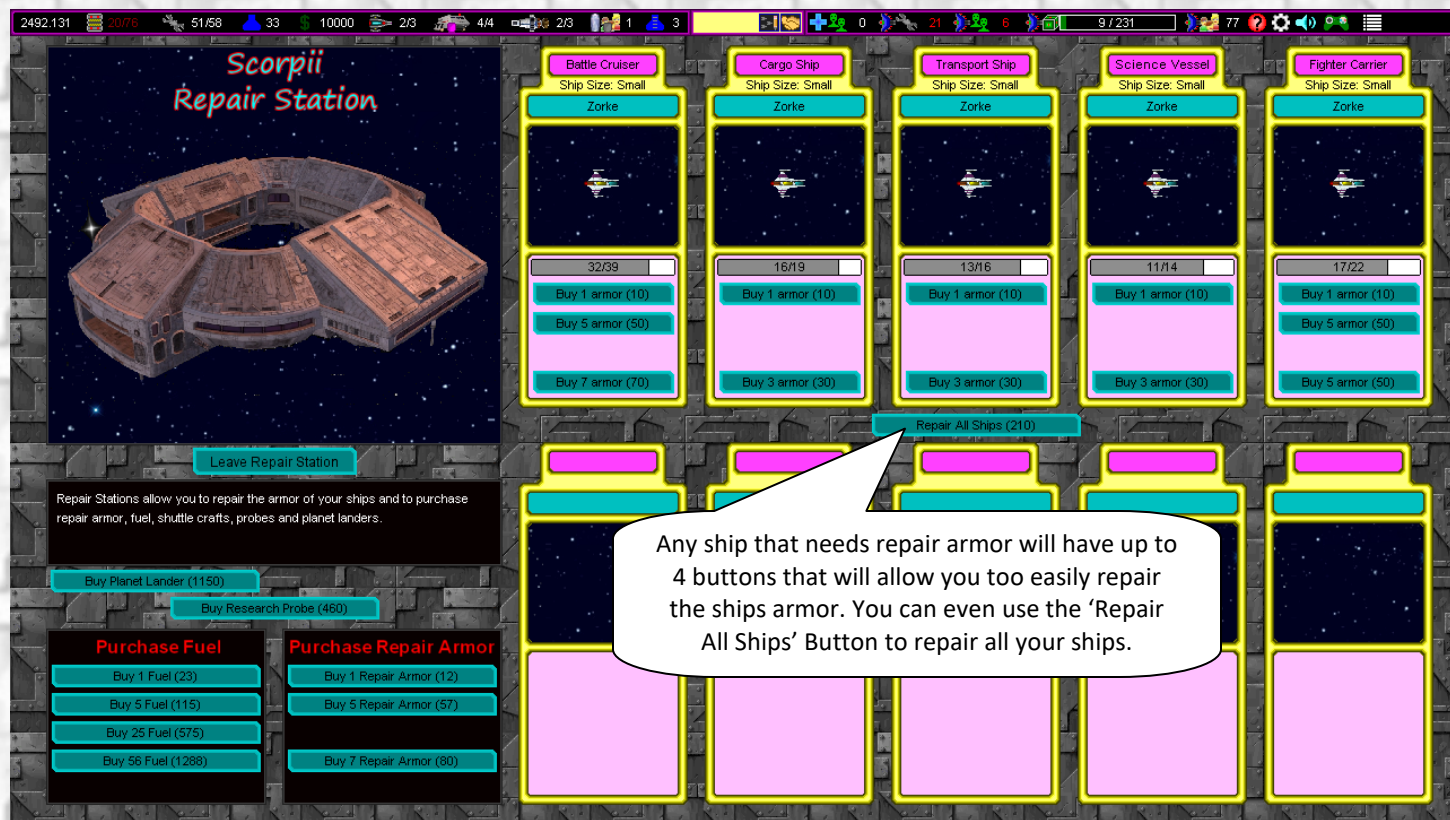 2492.131 20/76 51/58 33 $ 10000 2/3 4/4 2/3 1 3 0 21 6 9 / 231 77 ?
Scorpii
Repair Station
Leave Repair Station
Repair Stations allow you to repair the armor of your ships and to purchase
repair armor, fuel, shuttle crafts, probes and planet landers.
Buy Planet Lander (1150)
Buy Research Probe (460)
Purchase Fuel
Buy 1 Fuel (23)
Buy 5 Fuel (115)
Buy 25 Fuel (575)
Buy 56 Fuel (1288)
Purchase Repair Armor
Buy 1 Repair Armor (12)
Buy 5 Repair Armor (57)
Buy 7 Repair Armor (80)
Battle Cruiser
Ship Size: Small
Zorke
32/39
Buy 1 armor (10)
Buy 5 armor (50)
Buy 7 armor (70)
Cargo Ship
Ship Size: Small
Zorke
16/19
Buy 1 armor (10)
Buy 3 armor (30)
Transport Ship
Ship Size: Small
Zorke
13/16
Buy 1 armor (10)
Buy 3 armor (30)
Science Vessel
Ship Size: Small
Zorke
11/14
Buy 1 armor (10)
Buy 3 armor (30)
Fighter Carrier
Ship Size: Small
Zorke
17/22
Buy 1 armor (10)
Buy 5 armor (50)
Buy 5 armor (50)
Repair All Ships (210)
Any ship that needs repair armor will have up to
4 buttons that will allow you too easily repair
the ships armor. You can even use the ‘Repair
All Ships’ Button to repair all your ships.